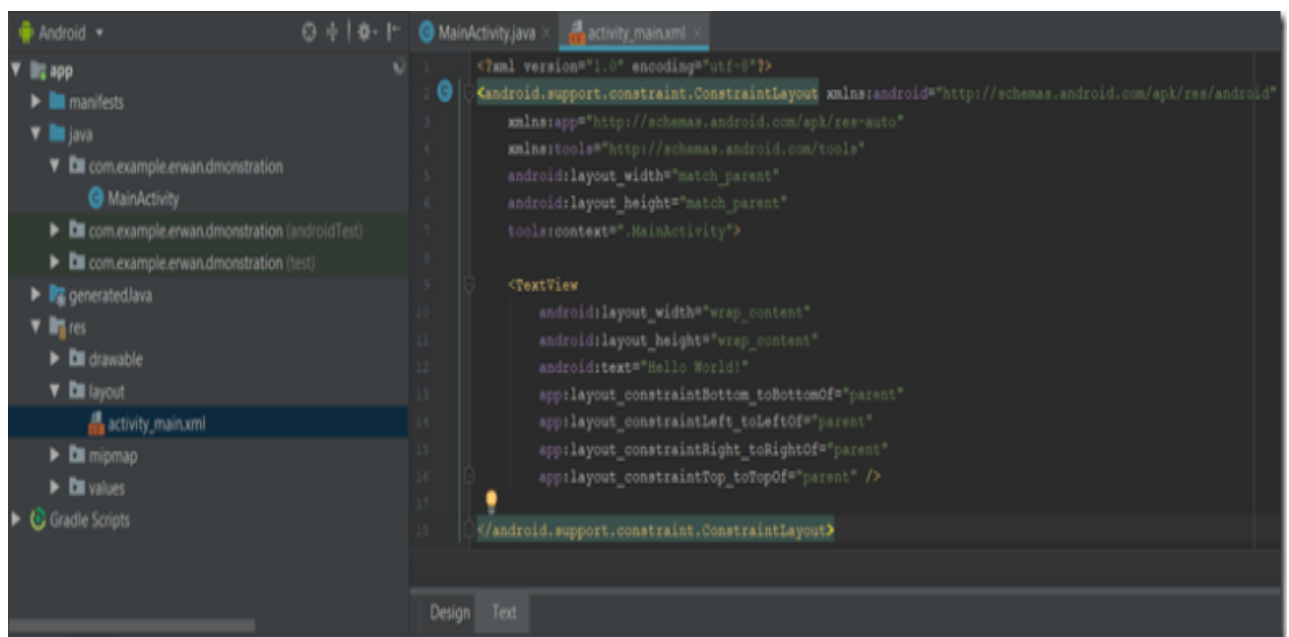 Android
app
manifests
java
com.example.erwan.dmonstration
MainActivity
com.example.erwan.dmonstration (androidTest)
com.example.erwan.dmonstration (test)
generatedJava
res
drawable
layout
activity_main.xml
mipmap
values
Gradle Scripts
MainActivity.java × activity_main.xml ×
1 <?xml version="1.0" encoding="utf-8"?>
2 <android.support.constraint.ConstraintLayout xmlns:android="http://schemas.android.com/apk/res/android"
3 xmlns:app="http://schemas.android.com/apk/res-auto"
4 xmlns:tools="http://schemas.android.com/tools"
5 android:layout_width="match_parent"
6 android:layout_height="match_parent"
7 tools:context=".MainActivity">
8
9 <TextView
10 android:layout_width="wrap_content"
11 android:layout_height="wrap_content"
12 android:text="Hello World!"
13 app:layout_constraintBottom_toBottomOf="parent"
14 app:layout_constraintLeft_toLeftOf="parent"
15 app:layout_constraintRight_toRightOf="parent"
16 app:layout_constraintTop_toTopOf="parent" />
17
18 </android.support.constraint.ConstraintLayout>
Design Text